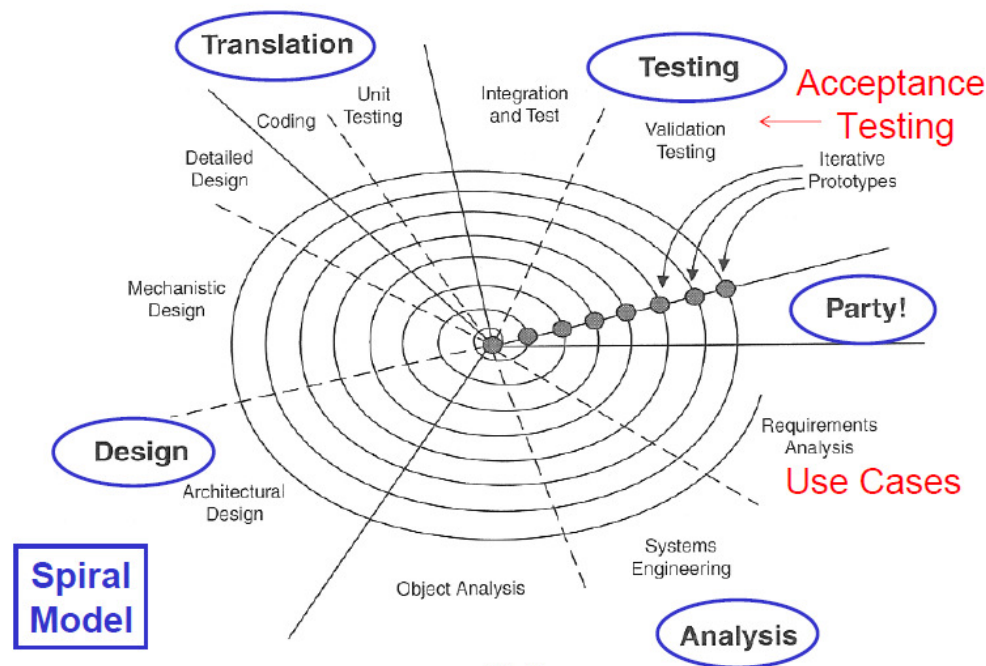 Translation
Testing
Acceptance
Testing
Unit
Testing
Integration
and Test
Coding
Validation
Testing
Detailed
Design
Iterative
Prototypes
Mechanistic
Design
Party!
Requirements
Analysis
Use Cases
Design
Architectural
Design
Systems
Engineering
Object Analysis
Spiral
Model
Analysis